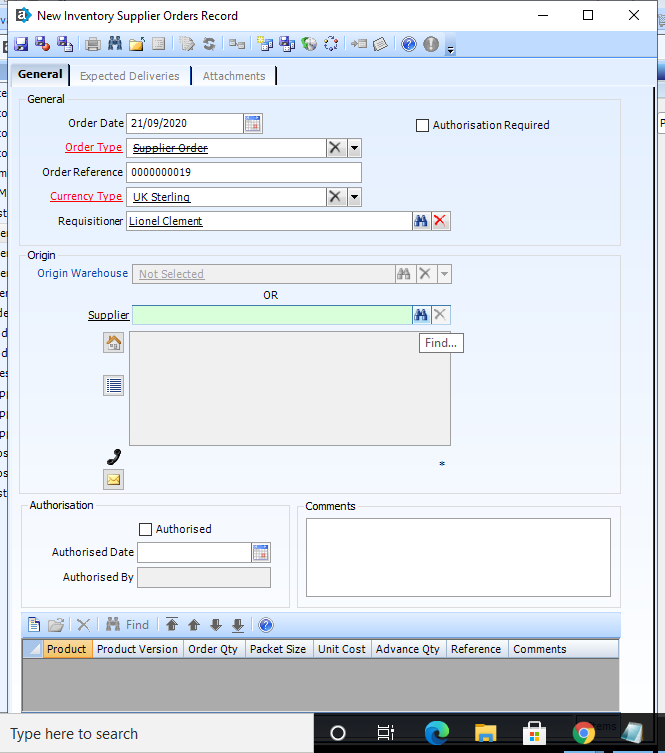 New Inventory Supplier Orders Record
General Expected Deliveries Attachments
General
Order Date 21/09/2020
Authorisation Required
Order Type Supplier Order
Order Reference 0000000019
Currency Type UK Sterling
Requisitioner Lionel Clement
Origin
Origin Warehouse Not Selected
OR
Supplier
Find...
*
Authorisation
Comments
Authorised
Authorised Date
Authorised By
Find
Product Product Version Order Qty Packet Size Unit Cost Advance Qty Reference Comments
Type here to search